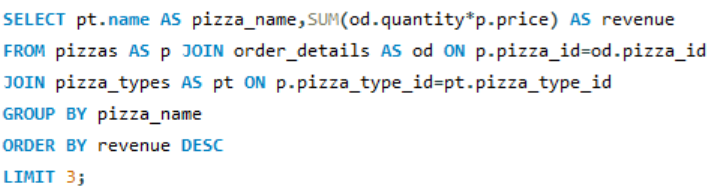 SELECT pt.name AS pizza_name,SUM(od.quantity*p.price) AS revenue
FROM pizzas AS p JOIN order_details AS od ON p.pizza_id=od.pizza_id
JOIN pizza_types AS pt ON p.pizza_type_id=pt.pizza_type_id
GROUP BY pizza_name
ORDER BY revenue DESC
LIMIT 3;